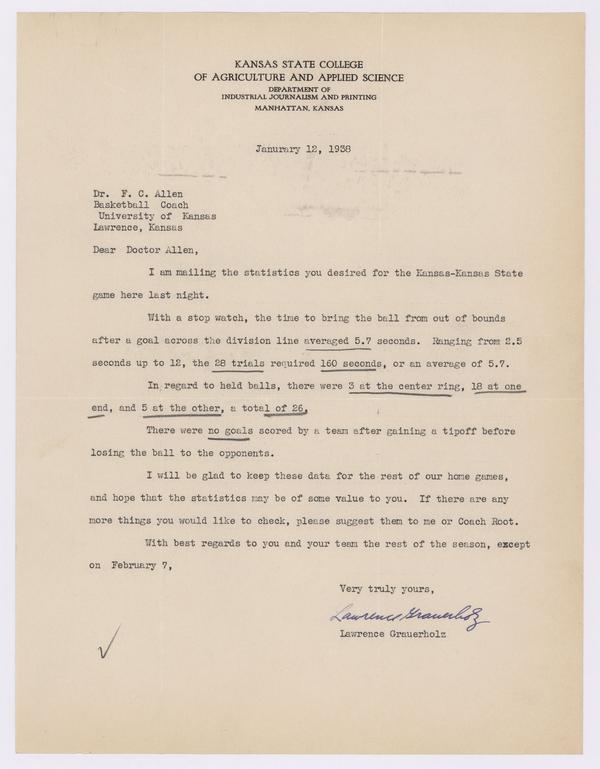 KANSAS STATE COLLEGE
OF AGRICULTURE AND APPLIED SCIENCE
DEPARTMENT OF
INDUSTRIAL JOURNALISM AND PRINTING
MANHATTAN, KANSAS
Janurary 12, 1938
Dr. F. C. Allen
Basketball Coach
University of Kansas
Lawrence, Kansas
Dear Doctor Allen,
I am mailing the statistics you desired for the Kansas-Kansas State
game here last night.
With a stop watch, the time to bring the ball from out of bounds
after a goal across the division line averaged 5.7 seconds. Ranging from 2.5
seconds up to 12, the 28 trials required 160 seconds, or an average of 5.7.
In regard to held balls, there were 3 at the center ring, 18 at one
end, and 5 at the other, a total of 26,
There were no goals scored by a team after gaining a tipoff before
losing the ball to the opponents.
I will be glad to keep these data for the rest of our home games,
and hope that the statistics may be of some value to you. If there are any
more things you would like to check, please suggest them to me or Coach Root.
With best regards to you and your team the rest of the season, except
on February 7,
Very truly yours,
Lawrence Grauerholz
Lawrence Grauerholz